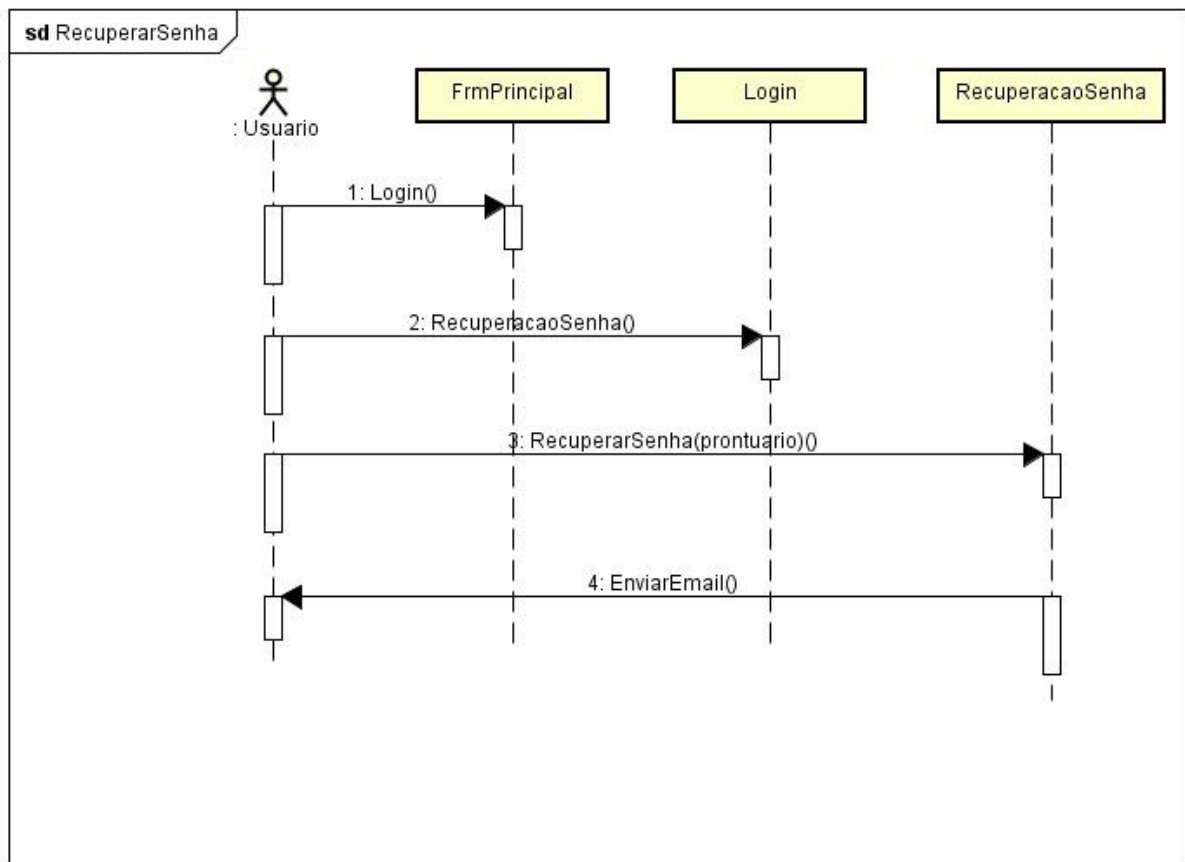 sd RecuperarSenha
: Usuario
FrmPrincipal
Login
RecuperacaoSenha
1: Login()
2: RecuperacaoSenha()
3: RecuperarSenha(prontuario)()
4: EnviarEmail()